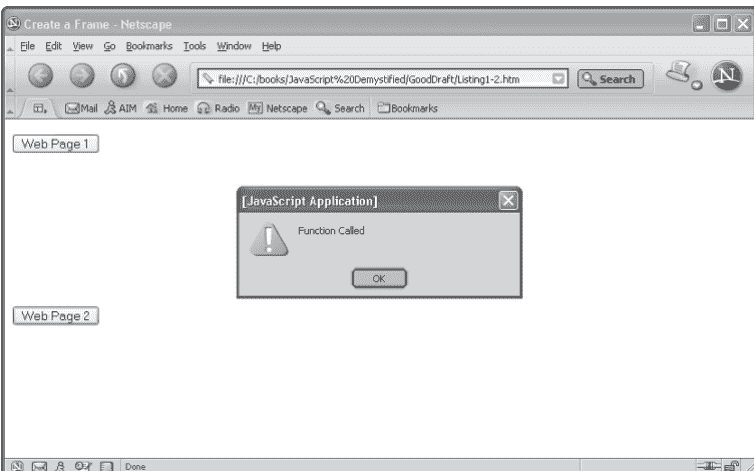 Create a Frame - Netscape
File Edit View Go Bookmarks Tools Window Help
file:///C:/books/JavaScript%20Demystified/GoodDraft/Listing1-2.htm Search N
Mail AIM Home Radio My Netscape Search Bookmarks
Web Page 1
[JavaScript Application]
Function Called
OK
Web Page 2
Done